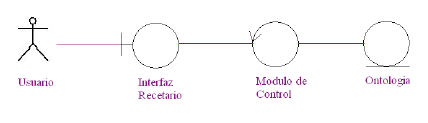 Usuario
Interfaz
Recetario
Modulo de
Control
Ontologia